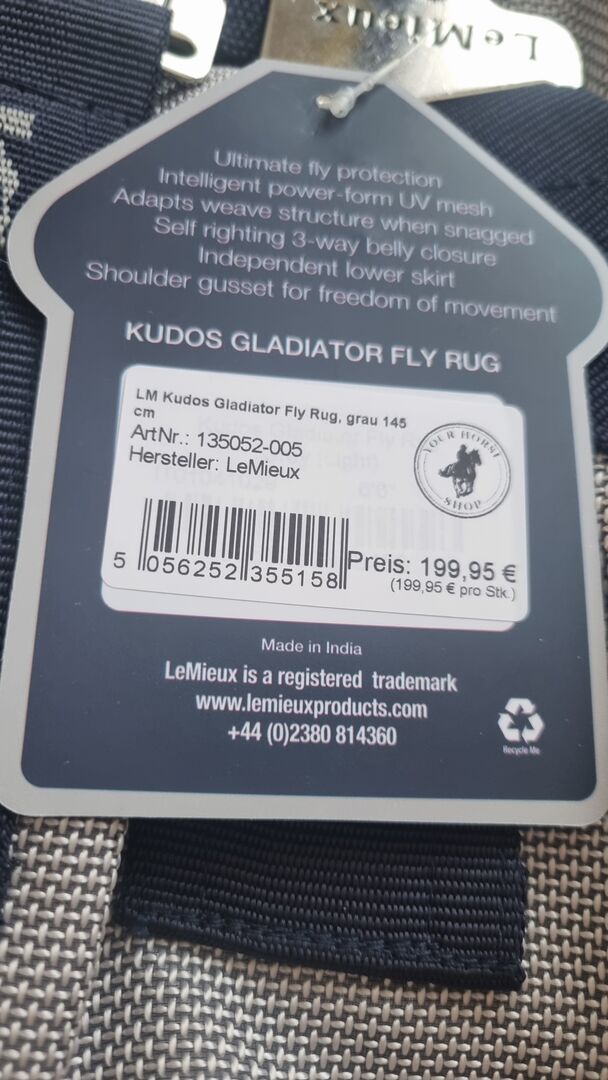 LeMieux
Ultimate fly protection
Intelligent power-form UV mesh
Adapts weave structure when snagged
Self righting 3-way belly closure
Independent lower skirt
Shoulder gusset for freedom of movement
KUDOS GLADIATOR FLY RUG
LM Kudos Gladiator Fly Rug, grau 145
cm
ArtNr.: 135052-005
Hersteller: LeMieux
YOUR HORSE
SHOP
5 056252 355158
Preis: 199,95 €
(199,95 € pro Stk.)
Made in India
LeMieux is a registered trademark
www.lemieuxproducts.com
+44 (0)2380 814360
Recycle Me